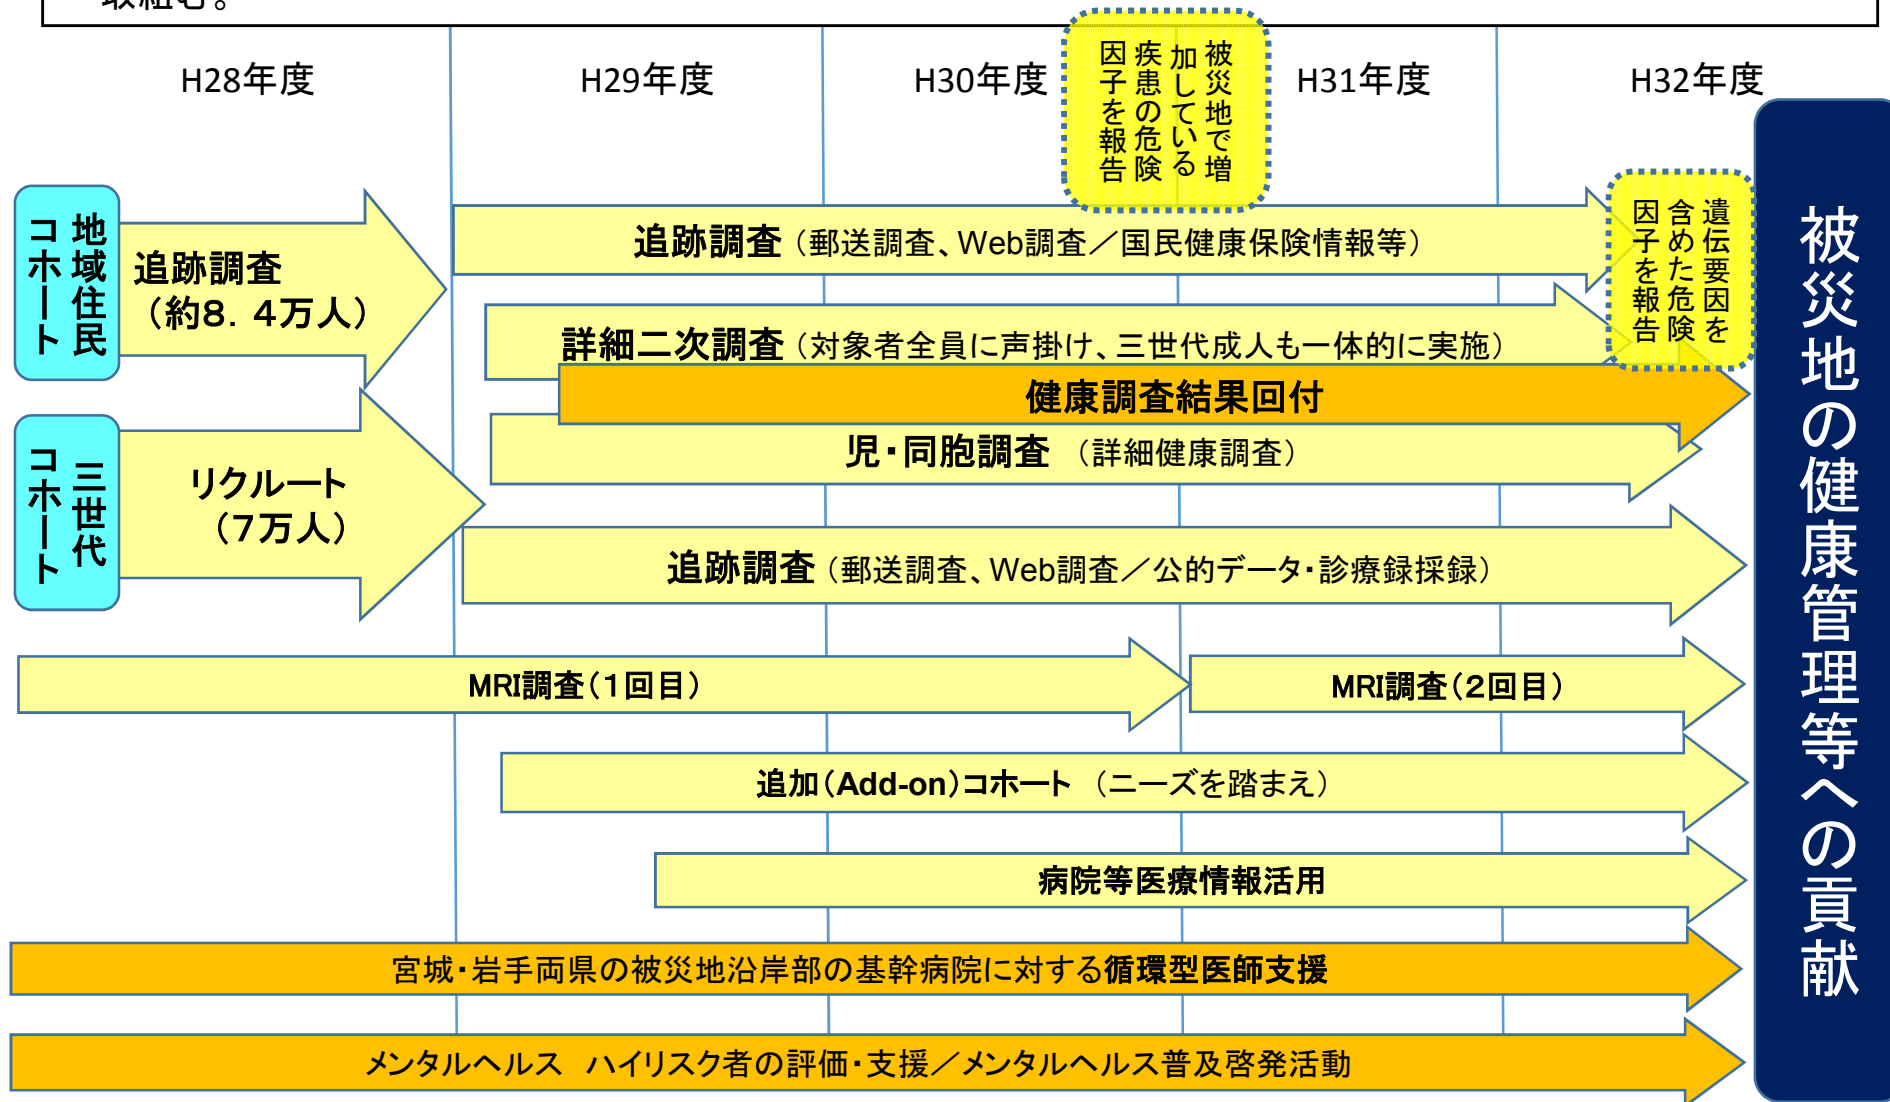 取組む。
H28年度
H29年度
H30年度
H31年度
H32年度
被災地で増
加している
疾患の危険
因子を報告
地域住民
コホート
追跡調査
（約8．4万人）
追跡調査（郵送調査、Web調査／国民健康保険情報等）
遺伝要因を
含めた危険
因子を報告
詳細二次調査（対象者全員に声掛け、三世代成人も一体的に実施）
健康調査結果回付
三世代
コホート
リクルート
（7万人）
児・同胞調査　（詳細健康調査）
追跡調査（郵送調査、Web調査／公的データ・診療録採録）
MRI調査（1回目）
MRI調査（2回目）
追加（Add-on）コホート　（ニーズを踏まえ）
病院等医療情報活用
宮城・岩手両県の被災地沿岸部の基幹病院に対する循環型医師支援
メンタルヘルス　ハイリスク者の評価・支援／メンタルヘルス普及啓発活動
被災地の健康管理等への貢献